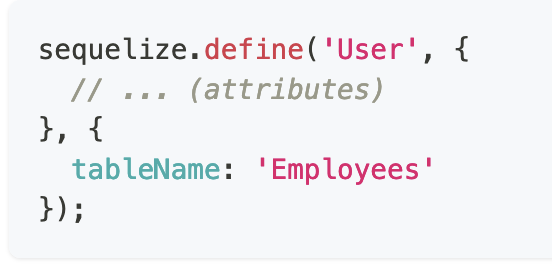 sequelize.define('User', {
  // ... (attributes)
}, {
  tableName: 'Employees'
});